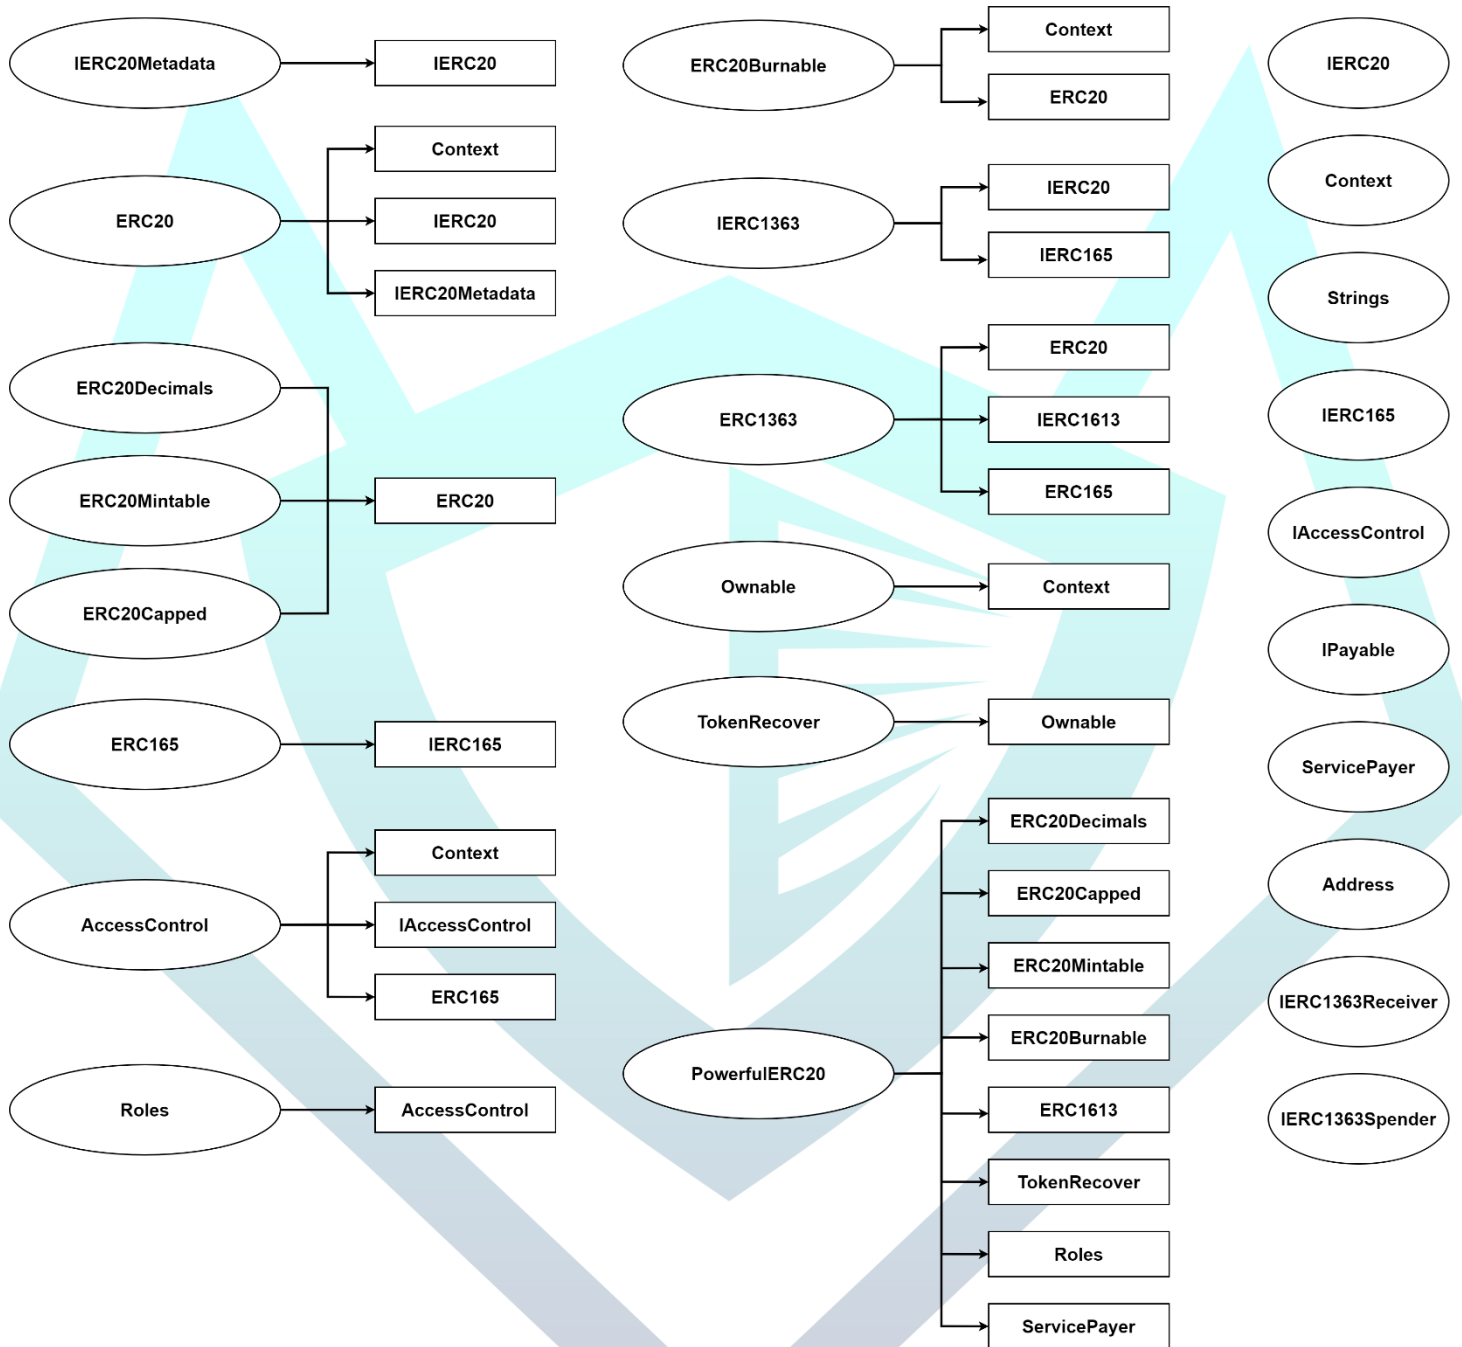 IERC20Metadata
IERC20
ERC20
Context
IERC20
IERC20Metadata
ERC20Decimals
ERC20Mintable
ERC20Capped
ERC20
ERC165
IERC165
AccessControl
Context
IAccessControl
ERC165
Roles
AccessControl
ERC20Burnable
Context
ERC20
IERC1363
IERC20
IERC165
ERC1363
ERC20
IERC1613
ERC165
Ownable
Context
TokenRecover
Ownable
PowerfulERC20
ERC20Decimals
ERC20Capped
ERC20Mintable
ERC20Burnable
ERC1613
TokenRecover
Roles
ServicePayer
IERC20
Context
Strings
IERC165
IAccessControl
IPayable
ServicePayer
Address
IERC1363Receiver
IERC1363Spender